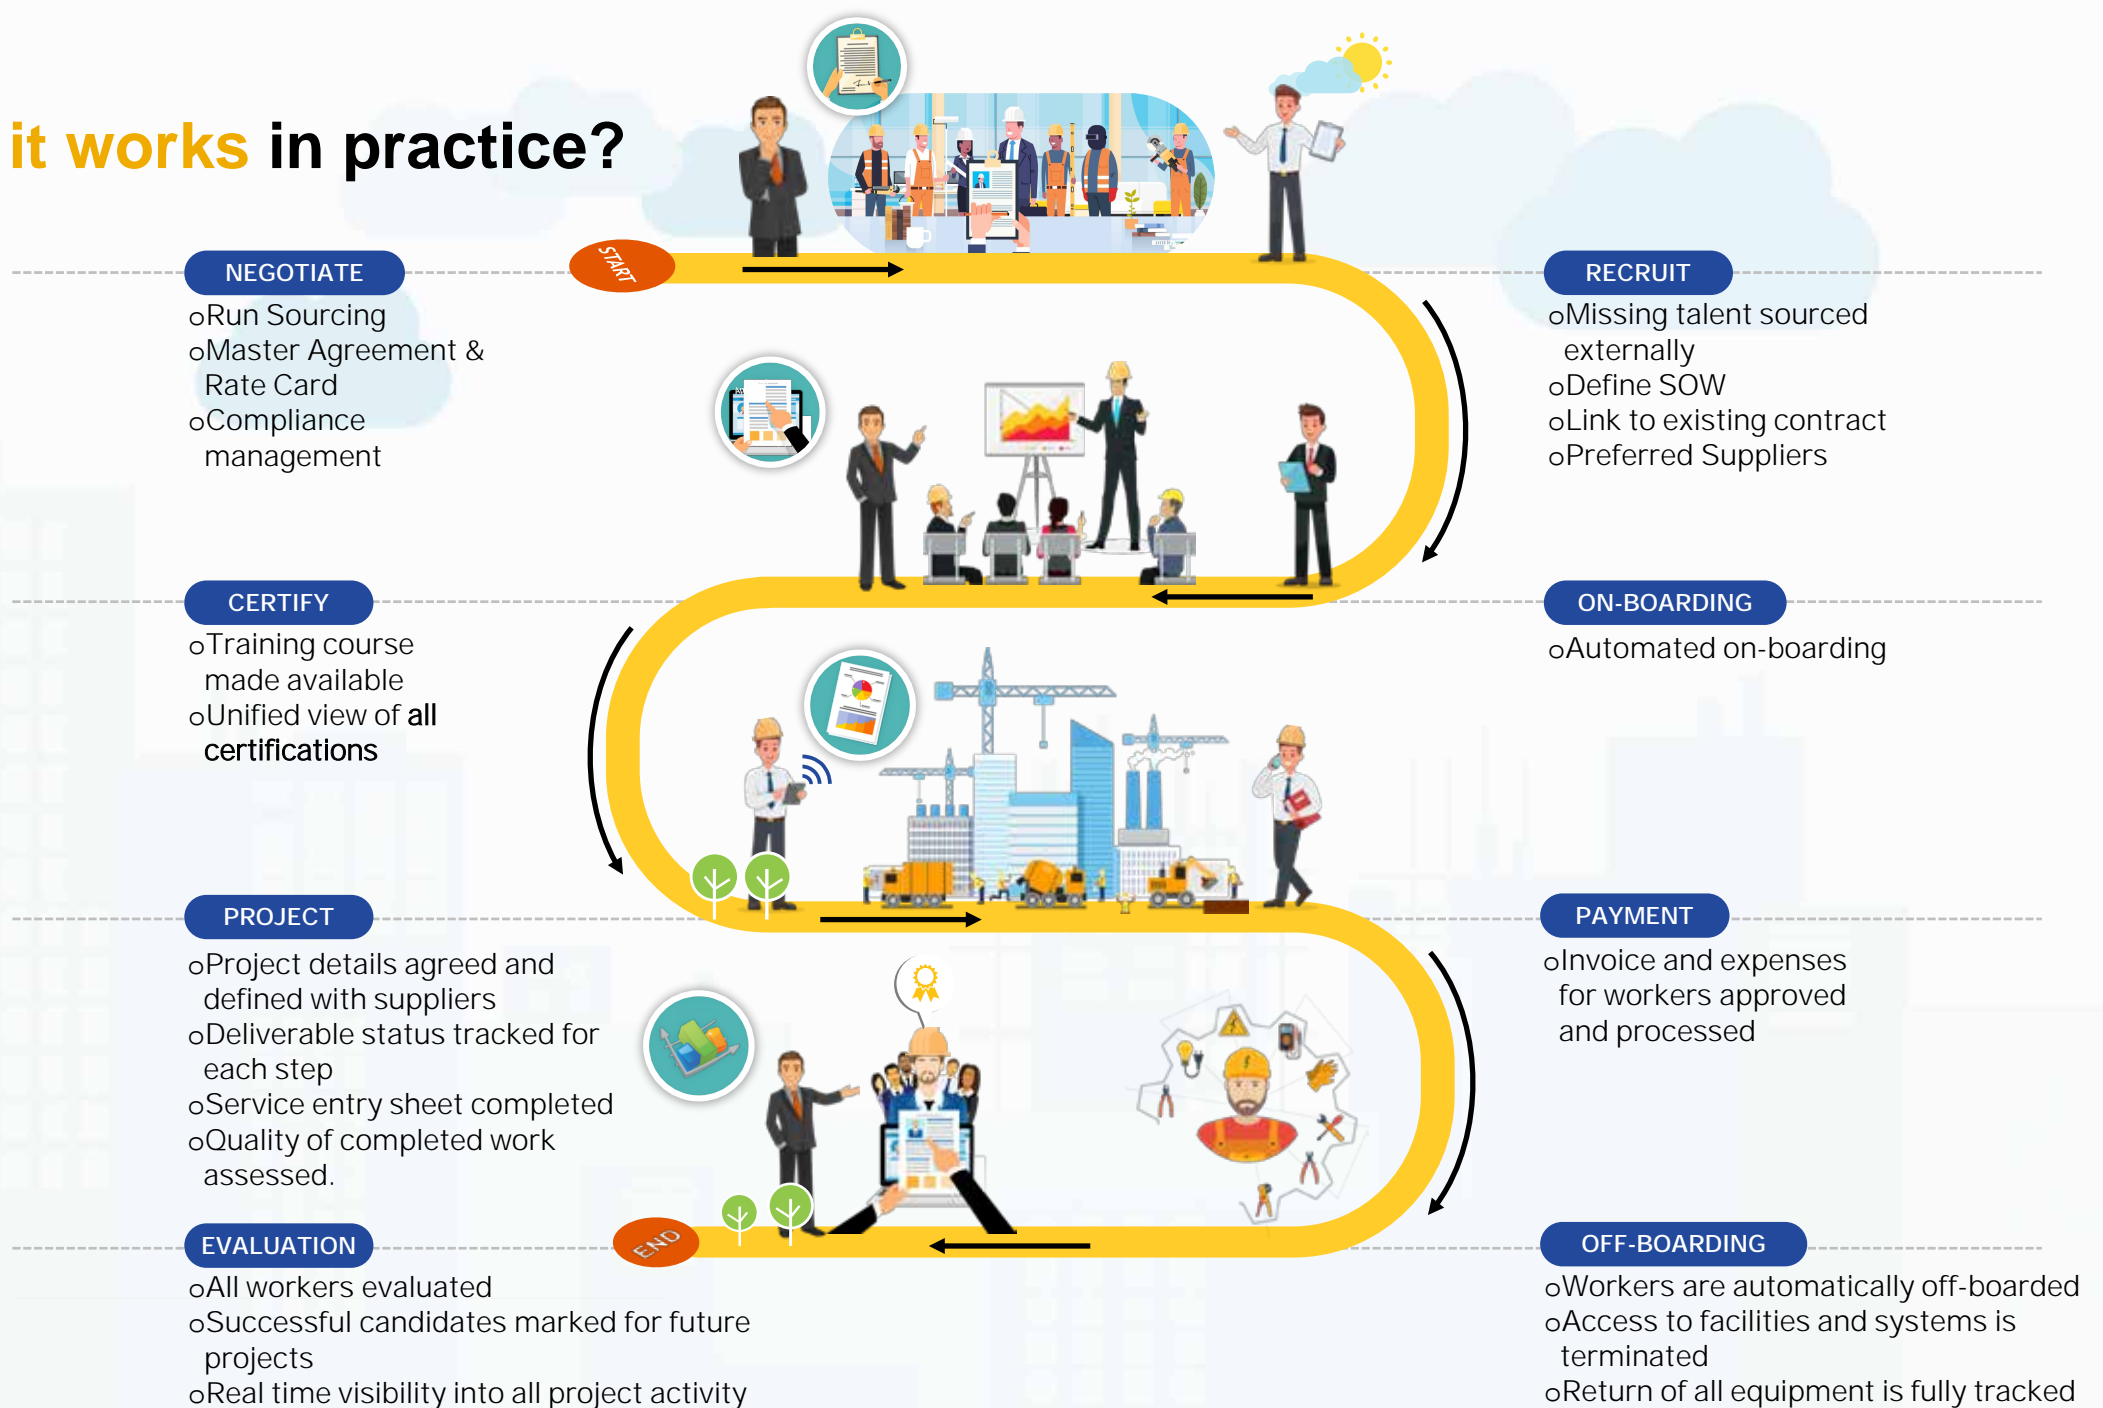 it works in practice?
START
NEGOTIATE
oRun Sourcing
oMaster Agreement &
Rate Card
oCompliance
management
RECRUIT
oMissing talent sourced
externally
oDefine SOW
oLink to existing contract
oPreferred Suppliers
CERTIFY
oTraining course
made available
oUnified view of all
certifications
ON-BOARDING
oAutomated on-boarding
PROJECT
oProject details agreed and
defined with suppliers
oDeliverable status tracked for
each step
oService entry sheet completed
oQuality of completed work
assessed.
PAYMENT
oInvoice and expenses
for workers approved
and processed
EVALUATION
oAll workers evaluated
oSuccessful candidates marked for future
projects
oReal time visibility into all project activity
END
OFF-BOARDING
oWorkers are automatically off-boarded
oAccess to facilities and systems is
terminated
oReturn of all equipment is fully tracked